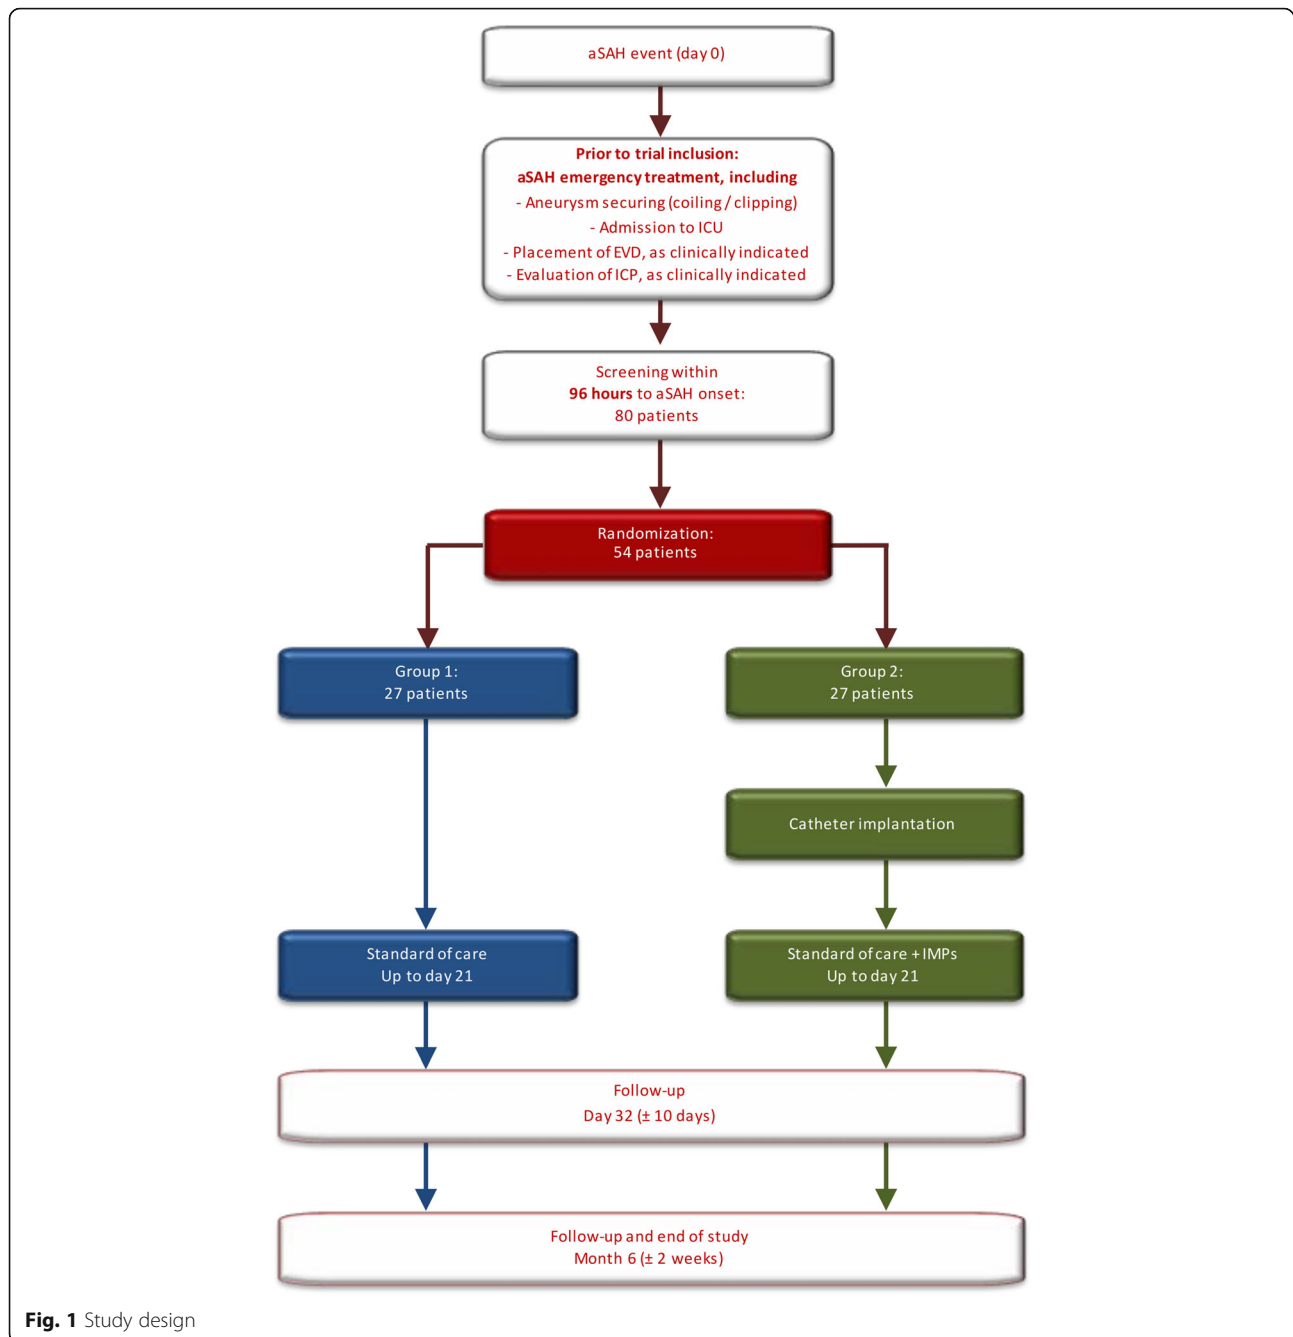 aSAH event (day 0)
Prior to trial inclusion:
aSAH emergency treatment, including
- Aneurysm securing (coiling / clipping)
- Admission to ICU
- Placement of EVD, as clinically indicated
- Evaluation of ICP, as clinically indicated
Screening within
96 hours to aSAH onset:
80 patients
Randomization:
54 patients
Group 1:
27 patients
Group 2:
27 patients
Catheter implantation
Standard of care
Up to day 21
Standard of care + IMPs
Up to day 21
Follow-up
Day 32 (± 10 days)
Follow-up and end of study
Month 6 (± 2 weeks)
Fig. 1 Study design